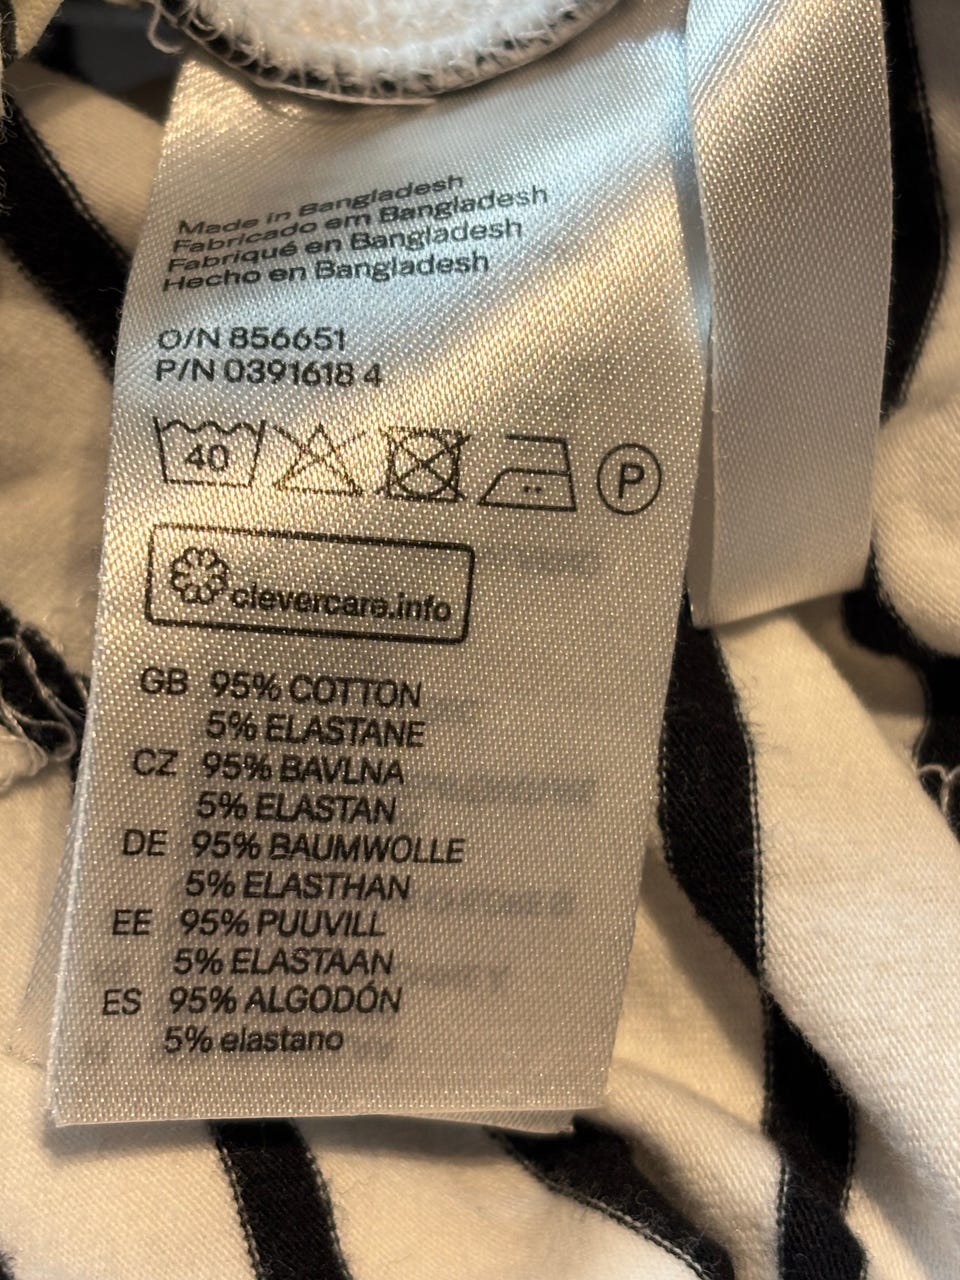 Made in Bangladesh
Fabricado em Bangladesh
Fabriqué en Bangladesh
Hecho en Bangladesh
O/N 856651
P/N 0391618 4
40 P
clevercare.info
GB 95% COTTON
5% ELASTANE
CZ 95% BAVLNA
5% ELASTAN
DE 95% BAUMWOLLE
5% ELASTHAN
EE 95% PUUVILL
5% ELASTAAN
ES 95% ALGODÓN
5% elastano